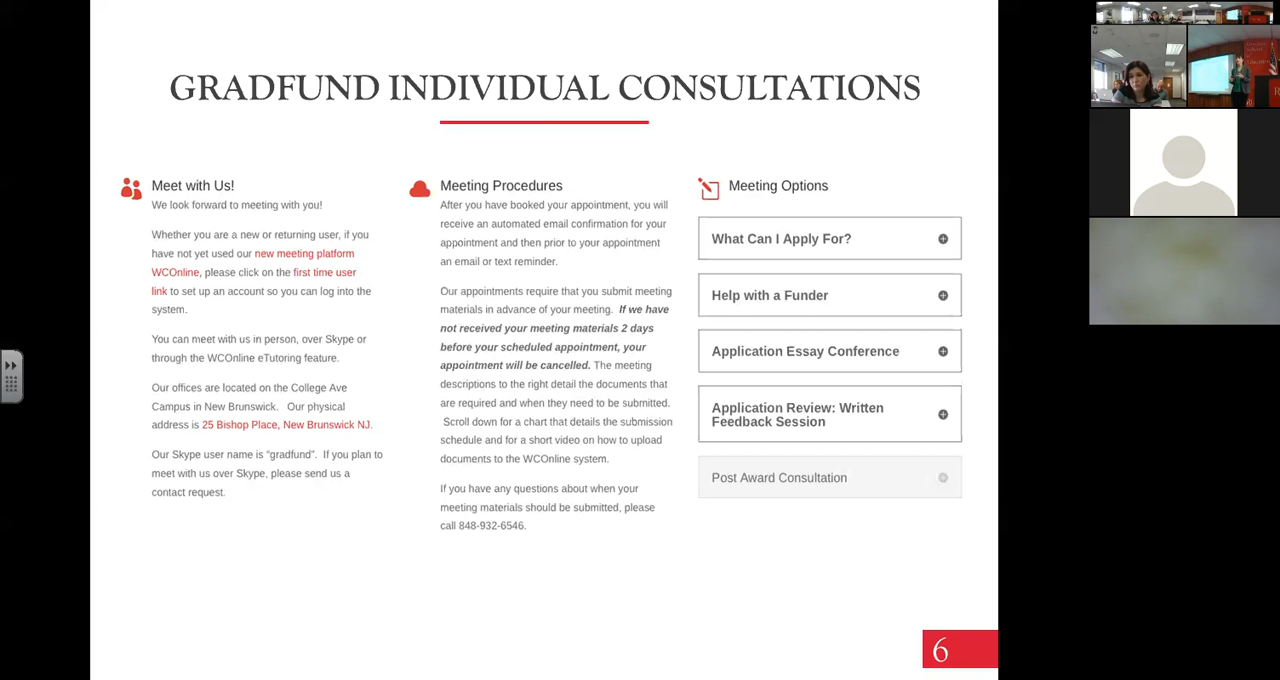 GRADFUND INDIVIDUAL CONSULTATIONS
Meet with Us!
We look forward to meeting with you!
Whether you are a new or returning user, if you
have not yet used our new meeting platform
WCOnline, please click on the first time user
link to set up an account so you can log into the
system.
You can meet with us in person, over Skype or
through the WCOnline eTutoring feature.
Our offices are located on the College Ave
Campus in New Brunswick. Our physical
address is 25 Bishop Place, New Brunswick NJ.
Our Skype user name is “gradfund”. If you plan to
meet with us over Skype, please send us a
contact request.
Meeting Procedures
After you have booked your appointment, you will
receive an automated email confirmation for your
appointment and then prior to your appointment
an email or text reminder.
Our appointments require that you submit meeting
materials in advance of your meeting. If we have
not received your meeting materials 2 days
before your scheduled appointment, your
appointment will be cancelled. The meeting
descriptions to the right detail the documents that
are required and when they need to be submitted.
Scroll down for a chart that details the submission
schedule and for a short video on how to upload
documents to the WCOnline system.
If you have any questions about when your
meeting materials should be submitted, please
call 848-932-6546.
Meeting Options
What Can I Apply For?
Help with a Funder
Application Essay Conference
Application Review: Written
Feedback Session
Post Award Consultation
6